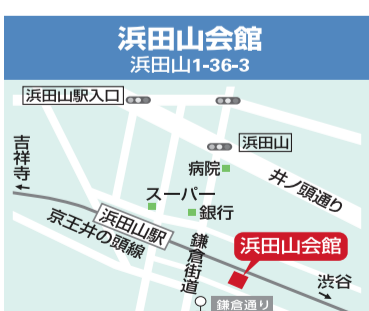 浜田山会館
浜田山1-36-3
浜田山駅入口
浜田山
吉祥寺
病院
井ノ頭通り
スーパー
銀行
浜田山駅
京王井の頭線
鎌倉街道
浜田山会館
渋谷
鎌倉通り